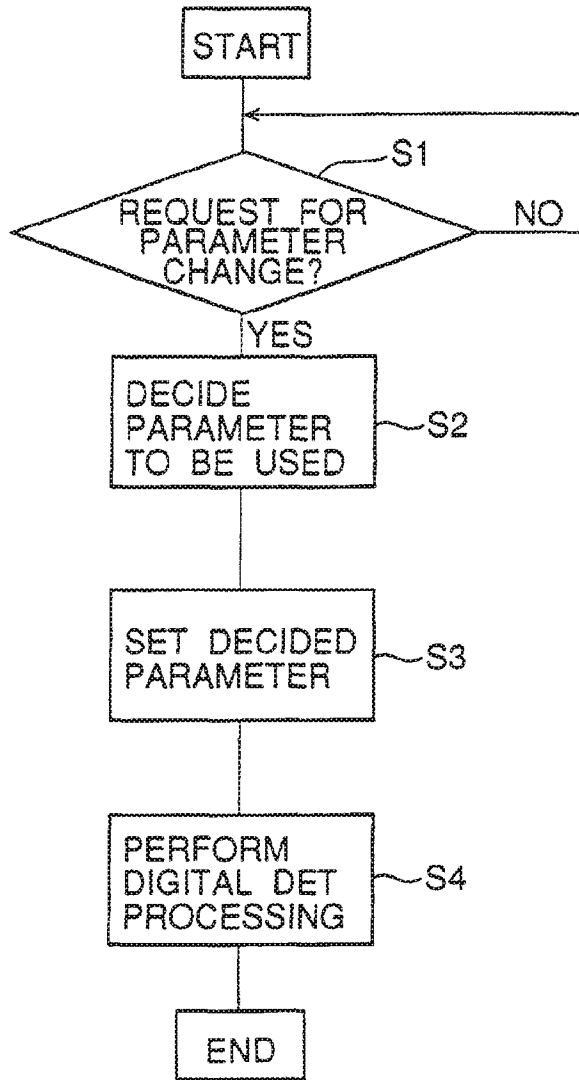 START
S1
REQUEST FOR
PARAMETER
CHANGE?
NO
YES
DECIDE
PARAMETER
TO BE USED
S2
SET DECIDED
PARAMETER
S3
PERFORM
DIGITAL DET
PROCESSING
S4
END